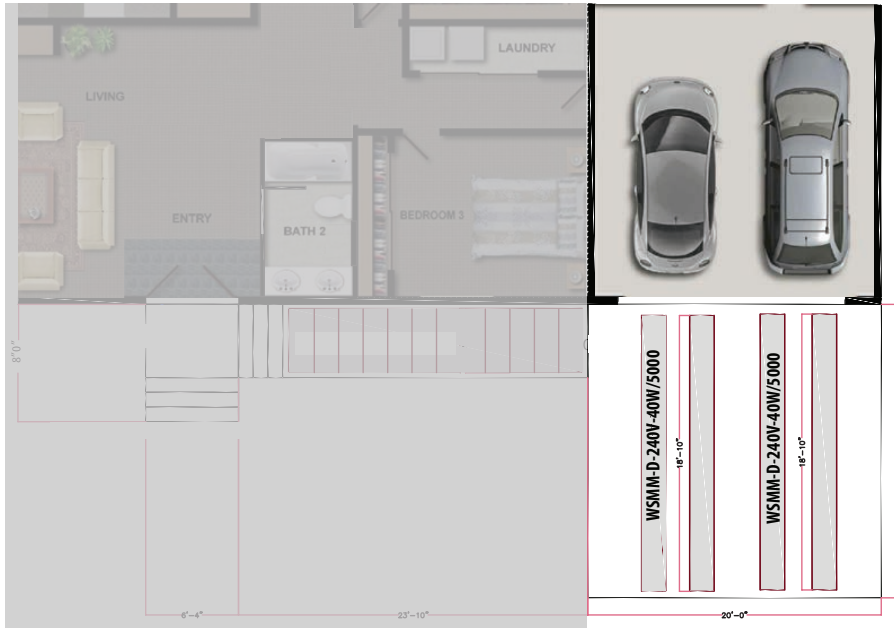 LAUNDRY
LIVING
ENTRY
BATH 2
BEDROOM 3
8'0"
WSMM-D-240V-40W/5000
18'-10"
WSMM-D-240V-40W/5000
18'-10"
6'-4"
23'-10"
20'-0"